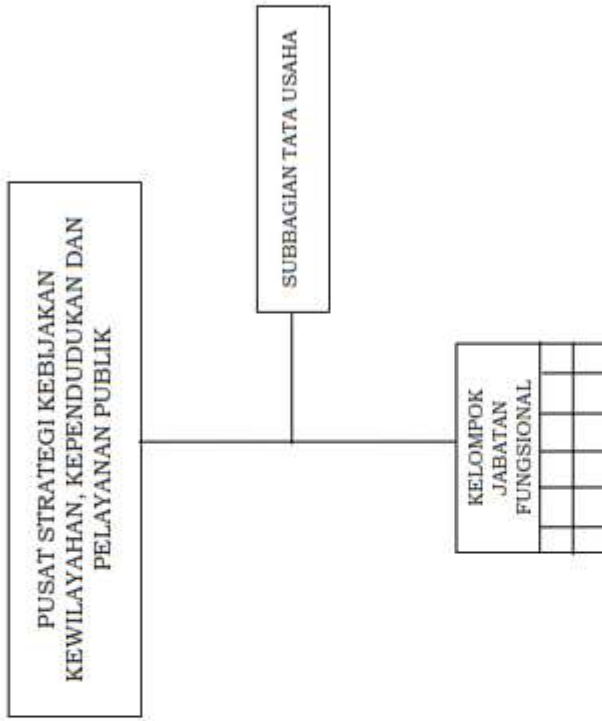 PUSAT STRATEGI KEBIJAKAN
KEWILAYAHAN, KEPENDUDUKAN DAN
PELAYANAN PUBLIK
SUBBAGIAN TATA USAHA
KELOMPOK
JABATAN
FUNGSIONAL